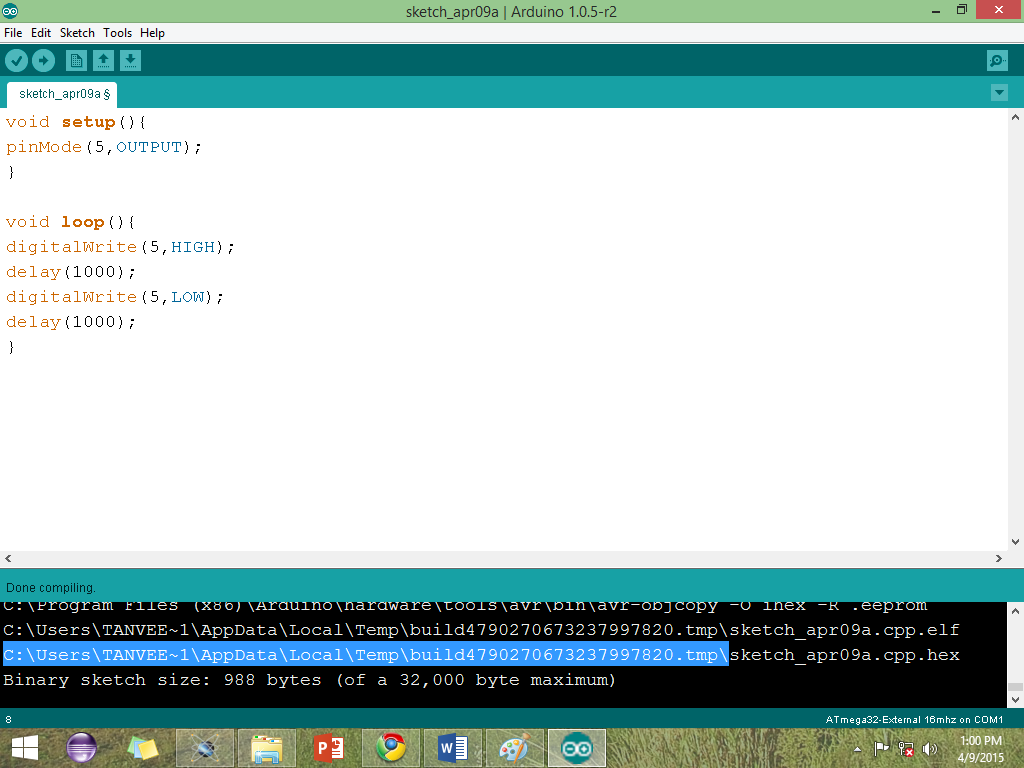 sketch_apr09a | Arduino 1.0.5-r2
File Edit Sketch Tools Help
sketch_apr09a §
void setup(){
pinMode(5,OUTPUT);
}
void loop(){
digitalWrite(5,HIGH);
delay(1000);
digitalWrite(5,LOW);
delay(1000);
}
Done compiling.
C:\Program Files (x86)\Arduino\hardware\tools\avr\bin\avr-objcopy -O ihex -R .eeprom
C:\Users\TANVEE~1\AppData\Local\Temp\build4790270673237997820.tmp\sketch_apr09a.cpp.elf
C:\Users\TANVEE~1\AppData\Local\Temp\build4790270673237997820.tmp\sketch_apr09a.cpp.hex
Binary sketch size: 988 bytes (of a 32,000 byte maximum)
8 ATmega32-External 16mhz on COM1
1:00 PM
4/9/2015